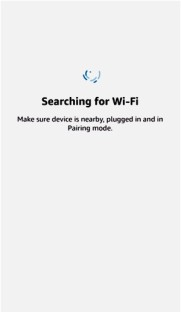 Searching for Wi-Fi
Make sure device is nearby, plugged in and in
Pairing mode.